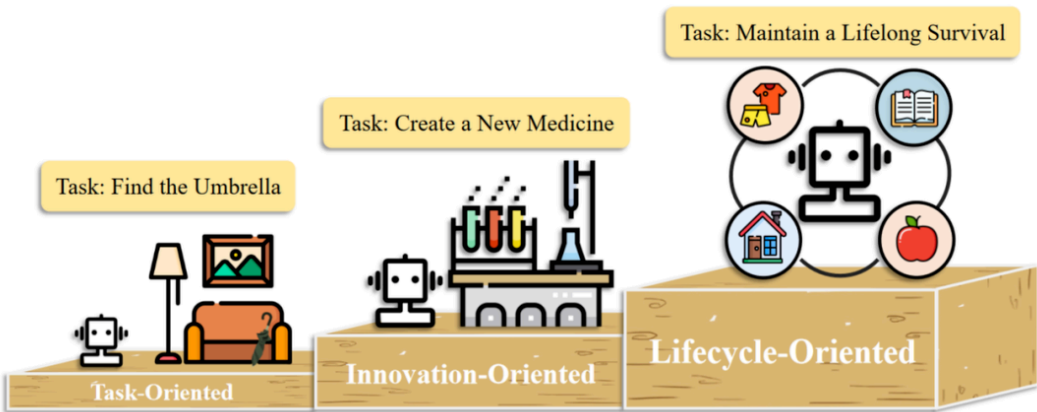 Task: Find the Umbrella
Task-Oriented
Task: Create a New Medicine
Innovation-Oriented
Task: Maintain a Lifelong Survival
Lifecycle-Oriented